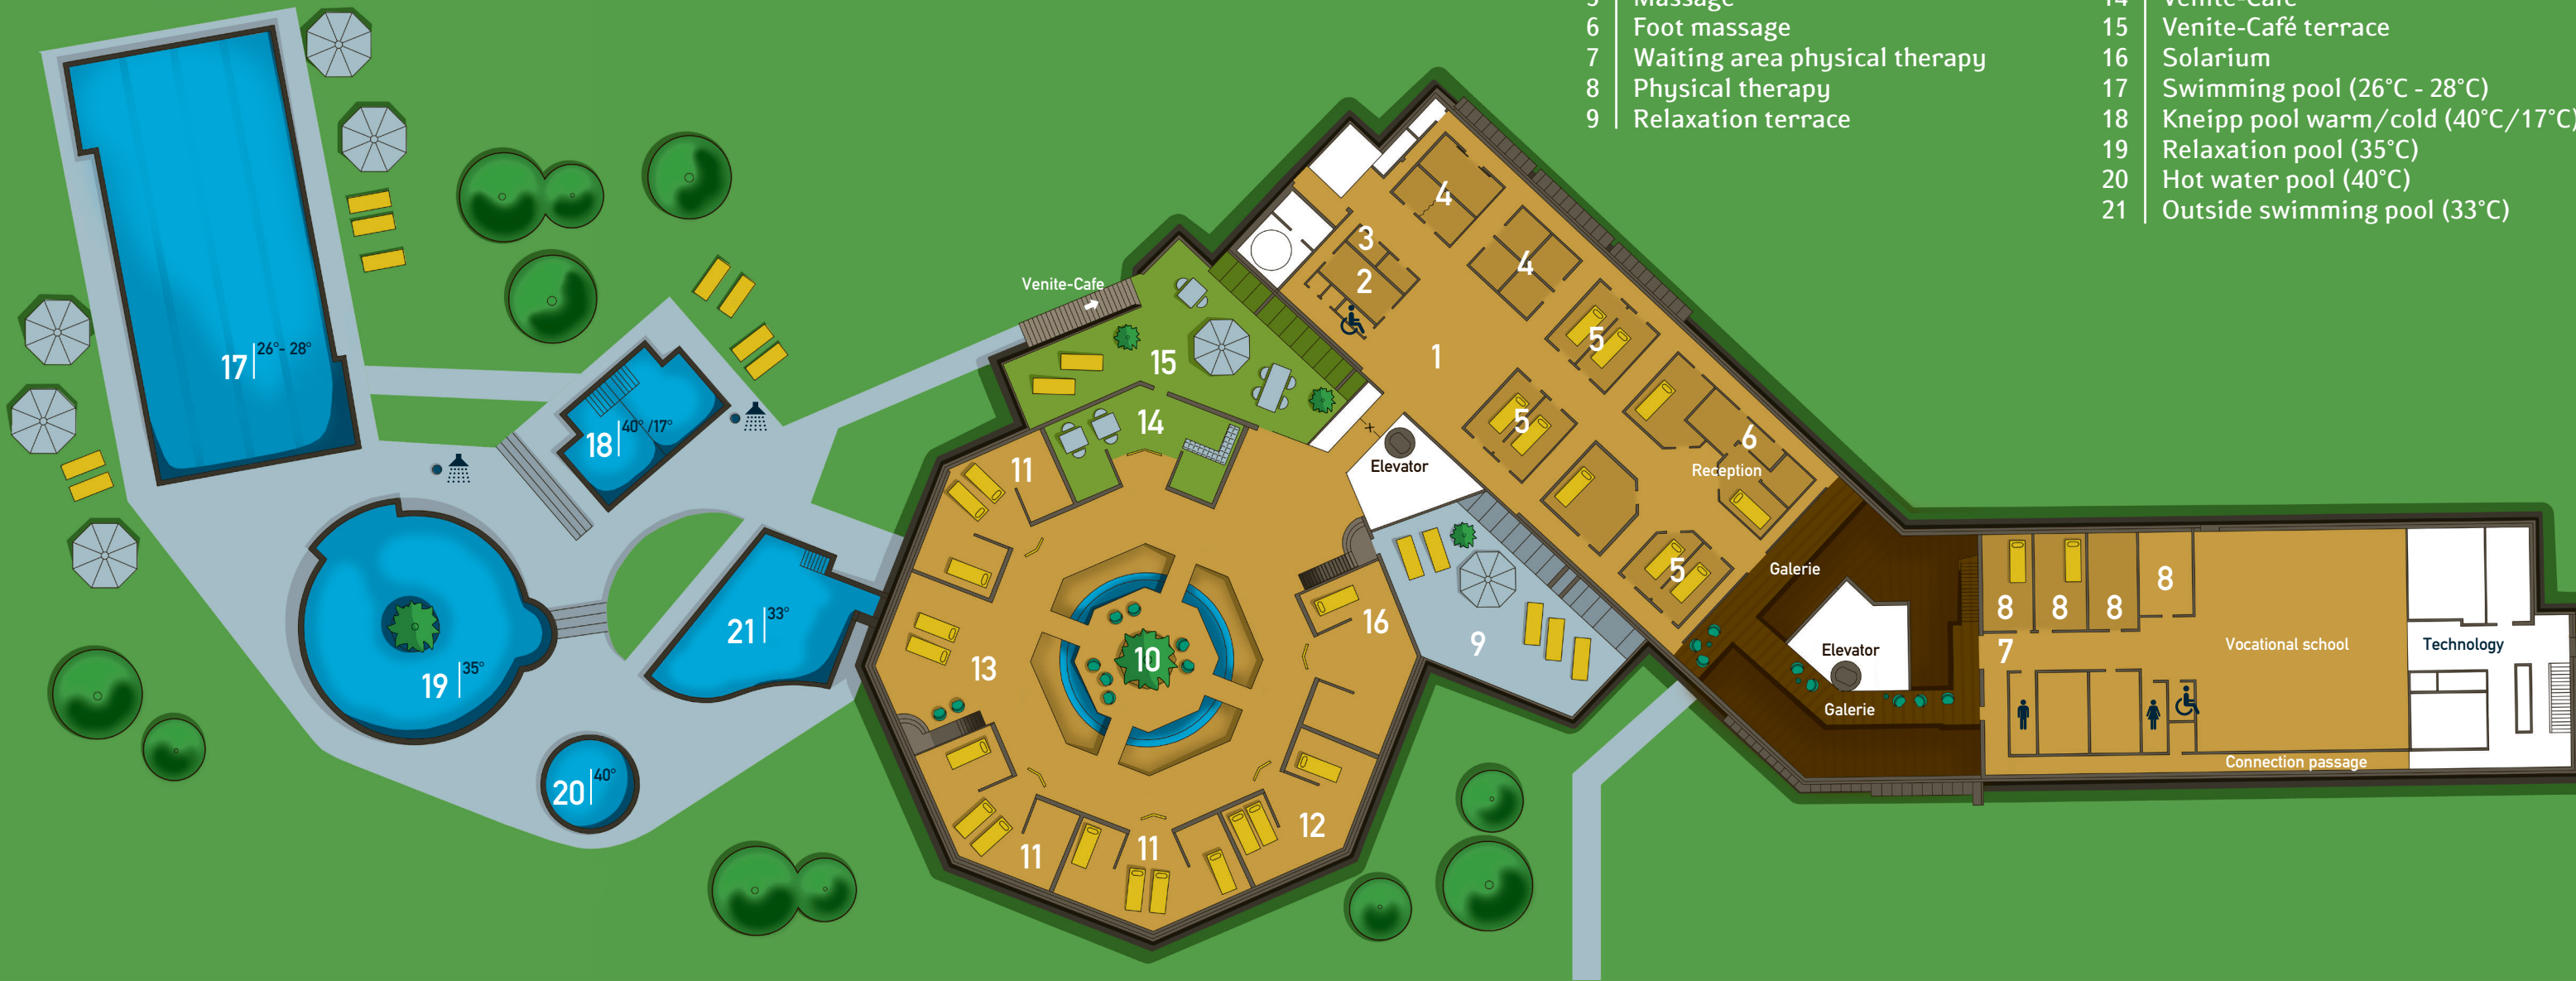 5 Massage
6 Foot massage
7 Waiting area physical therapy
8 Physical therapy
9 Relaxation terrace
14 Venite-Café
15 Venite-Café terrace
16 Solarium
17 Swimming pool (26°C - 28°C)
18 Kneipp pool warm/cold (40°C/17°C)
19 Relaxation pool (35°C)
20 Hot water pool (40°C)
21 Outside swimming pool (33°C)
4
3
4
2
Venite-Cafe
5
1
15
17 26°- 28°
14
5
6
18 40°/17°
Elevator
11
Reception
Galerie
5
8
8
8
8
16
21 33°
9
Vocational school
Technology
10
7
Elevator
13
19 35°
Galerie
Connection passage
20 40°
12
11
11